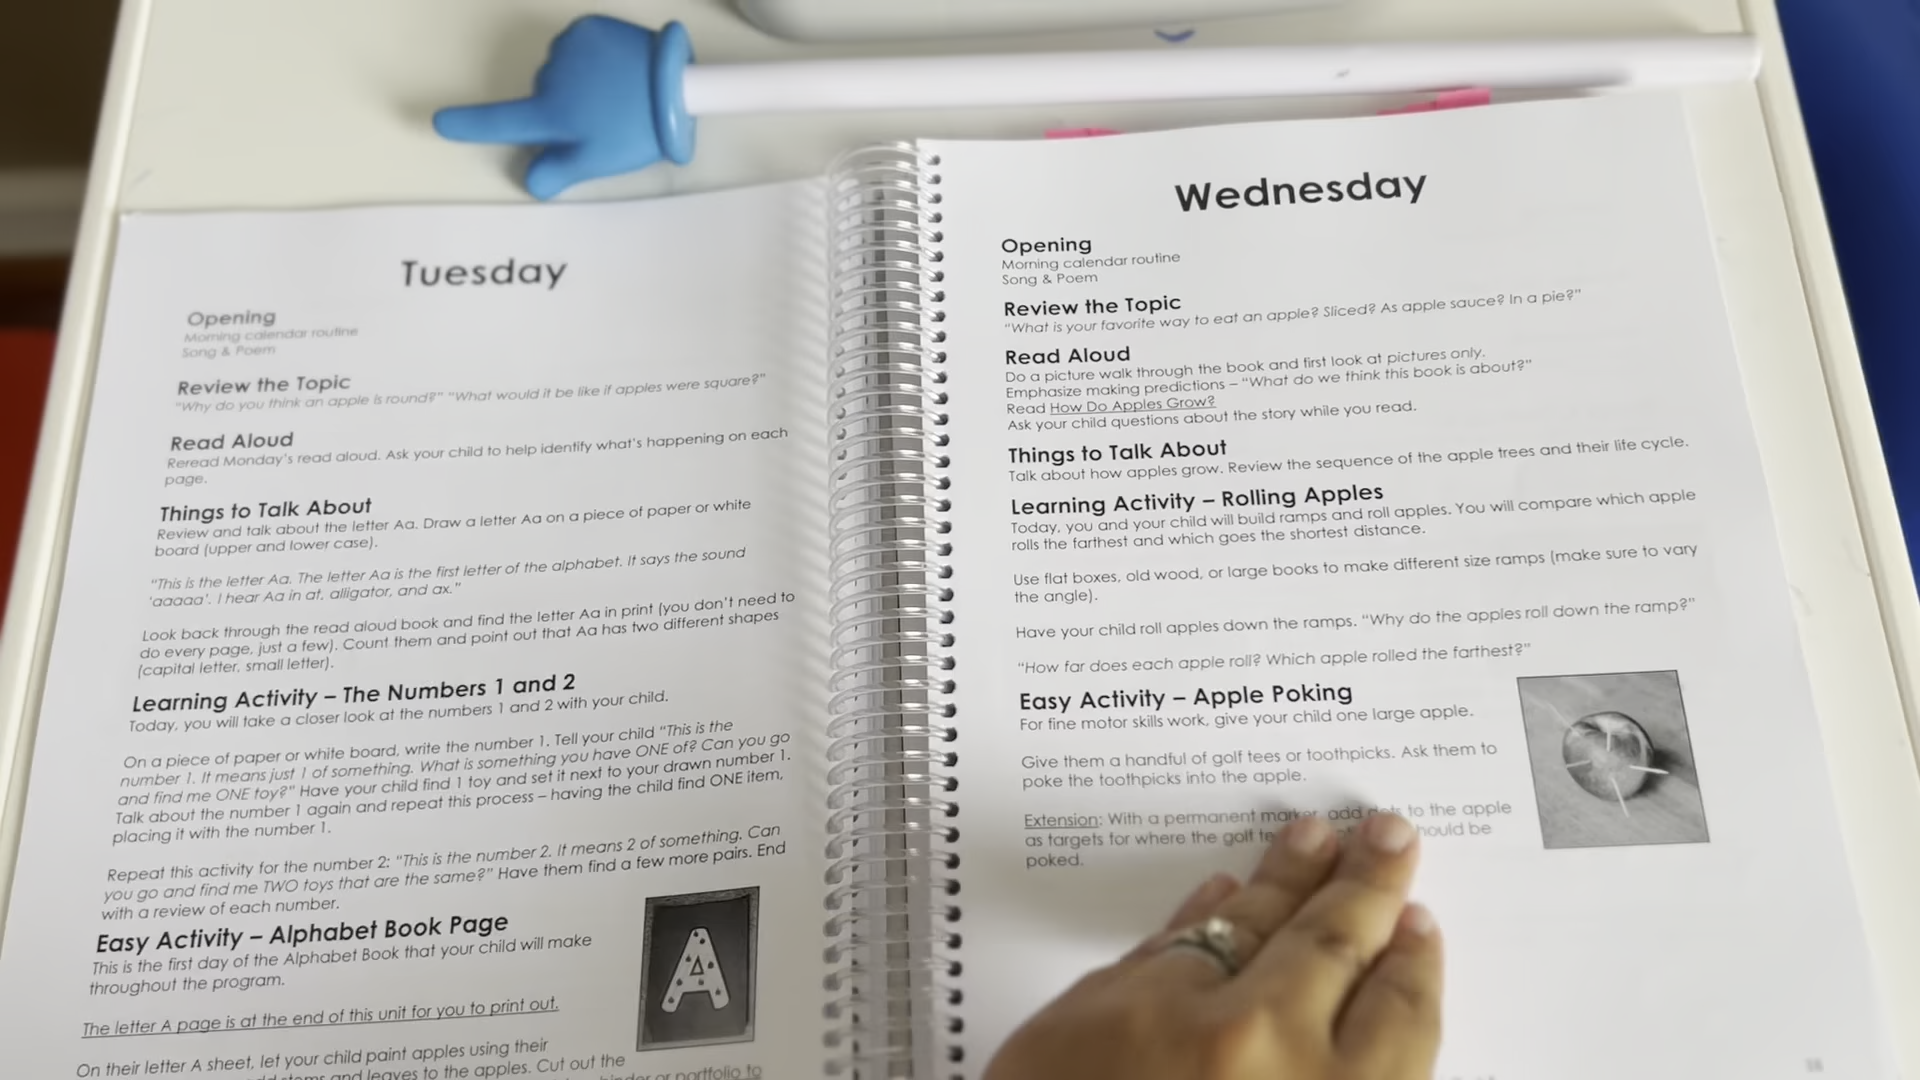 Tuesday
Opening
Morning calendar routine
Song & Poem
Review the Topic
"Why do you think an apple is round?" "What would it be like if apples were square?"
Read Aloud
Reread Monday's read aloud. Ask your child to help identify what's happening on each
page.
Things to Talk About
Review and talk about the letter Aa. Draw a letter Aa on a piece of paper or white
board (upper and lower case).
"This is the letter Aa. The letter Aa is the first letter of the alphabet. It says the sound
'aaaaa'. I hear Aa in at, alligator, and ax."
Look back through the read aloud book and find the letter Aa in print (you don't need to
do every page, just a few). Count them and point out that Aa has two different shapes
(capital letter, small letter).
Learning Activity – The Numbers 1 and 2
Today, you will take a closer look at the numbers 1 and 2 with your child.
On a piece of paper or white board, write the number 1. Tell your child "This is the
number 1. It means just 1 of something. What is something you have ONE of? Can you go
and find me ONE toy?" Have your child find 1 toy and set it next to your drawn number 1.
Talk about the number 1 again and repeat this process – having the child find ONE item,
placing it with the number 1.
Repeat this activity for the number 2: "This is the number 2. It means 2 of something. Can
you go and find me TWO toys that are the same?" Have them find a few more pairs. End
with a review of each number.
Easy Activity – Alphabet Book Page
This is the first day of the Alphabet Book that your child will make
throughout the program.
The letter A page is at the end of this unit for you to print out.
On their letter A sheet, let your child paint apples using their
stems and leaves to the apples. Cut out the
binder or portfolio to
A
Wednesday
Opening
Morning calendar routine
Song & Poem
Review the Topic
"What is your favorite way to eat an apple? Sliced? As apple sauce? In a pie?"
Read Aloud
Do a picture walk through the book and first look at pictures only.
Emphasize making predictions – "What do we think this book is about?"
Read How Do Apples Grow?
Ask your child questions about the story while you read.
Things to Talk About
Talk about how apples grow. Review the sequence of the apple trees and their life cycle.
Learning Activity – Rolling Apples
Today, you and your child will build ramps and roll apples. You will compare which apple
rolls the farthest and which goes the shortest distance.
Use flat boxes, old wood, or large books to make different size ramps (make sure to vary
the angle).
Have your child roll apples down the ramps. "Why do the apples roll down the ramp?"
"How far does each apple roll? Which apple rolled the farthest?"
Easy Activity – Apple Poking
For fine motor skills work, give your child one large apple.
Give them a handful of golf tees or toothpicks. Ask them to
poke the toothpicks into the apple.
Extension: With a permanent marker, add dots to the apple
as targets for where the golf should be
poked.